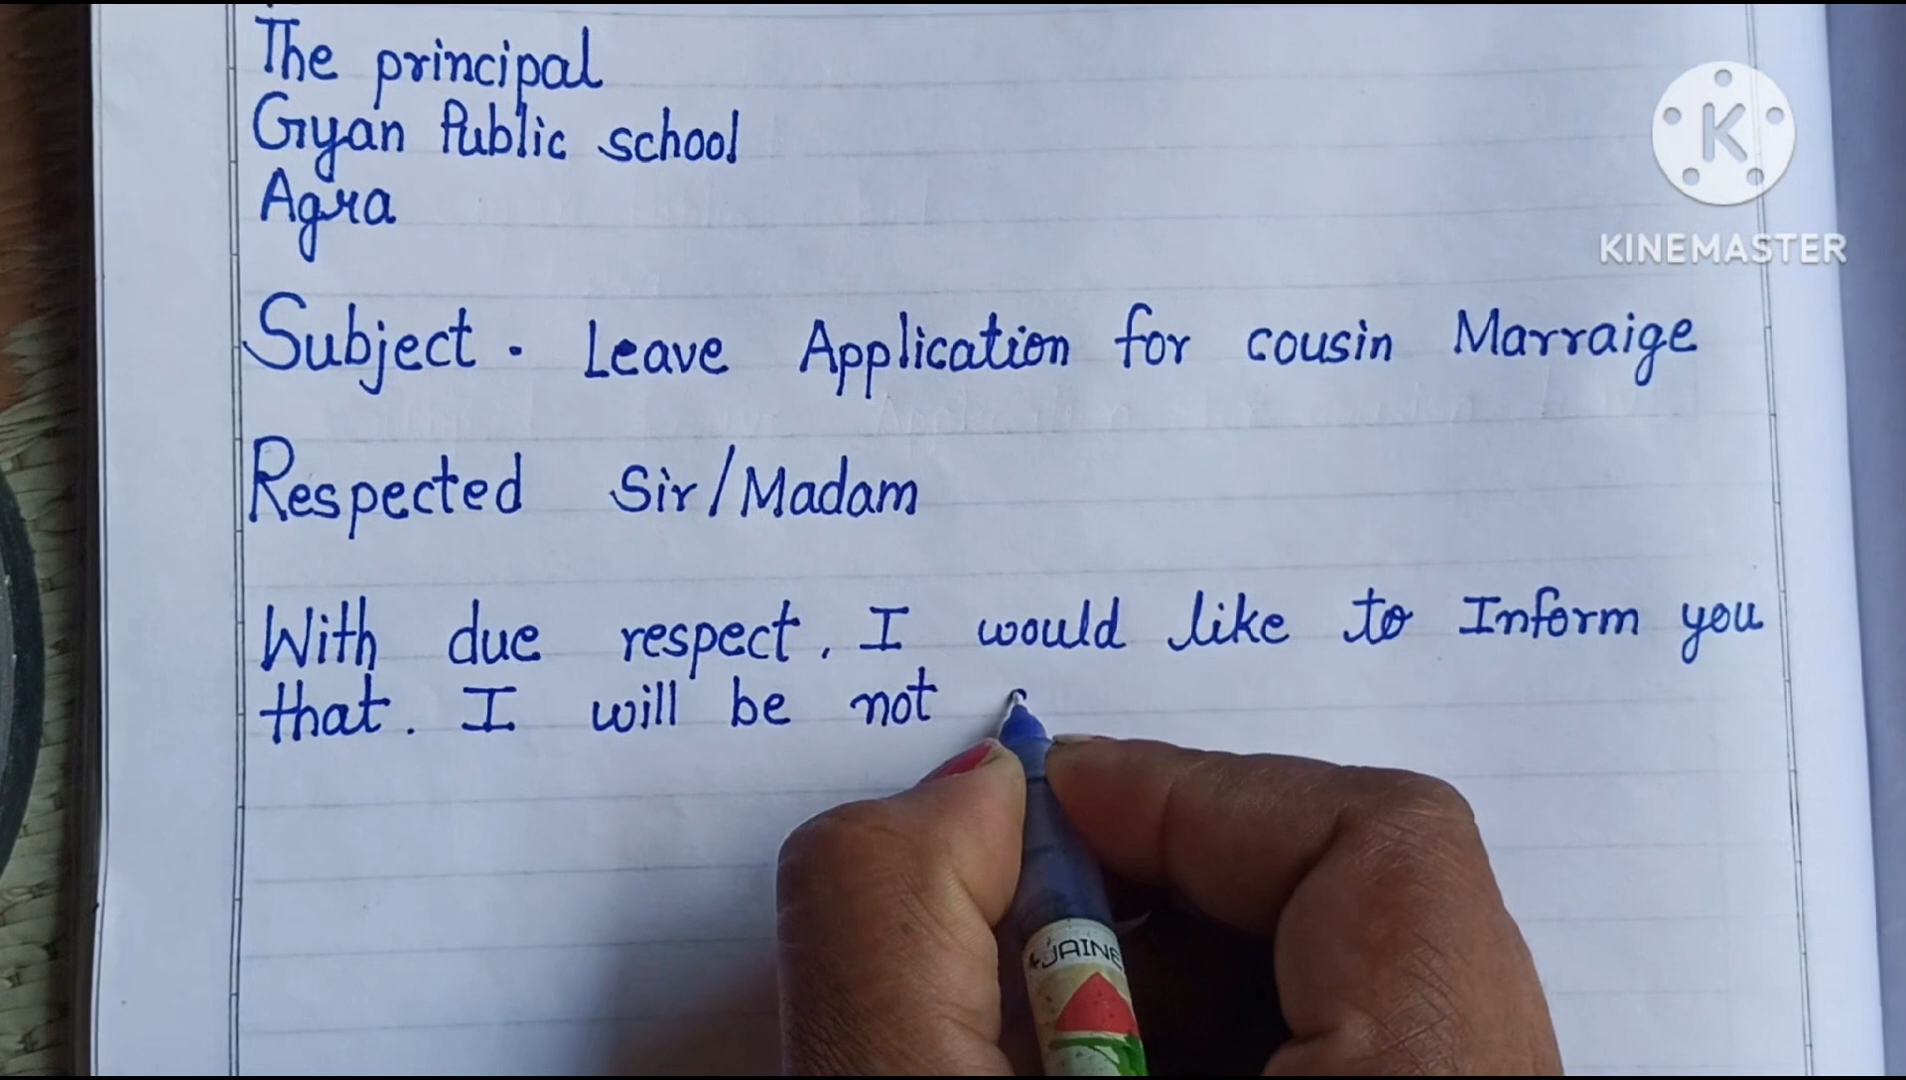 The principal
Gyan Public school
Agra
Subject . Leave Application for cousin Marraige
Respected Sir/Madam
With due respect, I would like to Inform you
that. I will be not
K
KINEMASTER